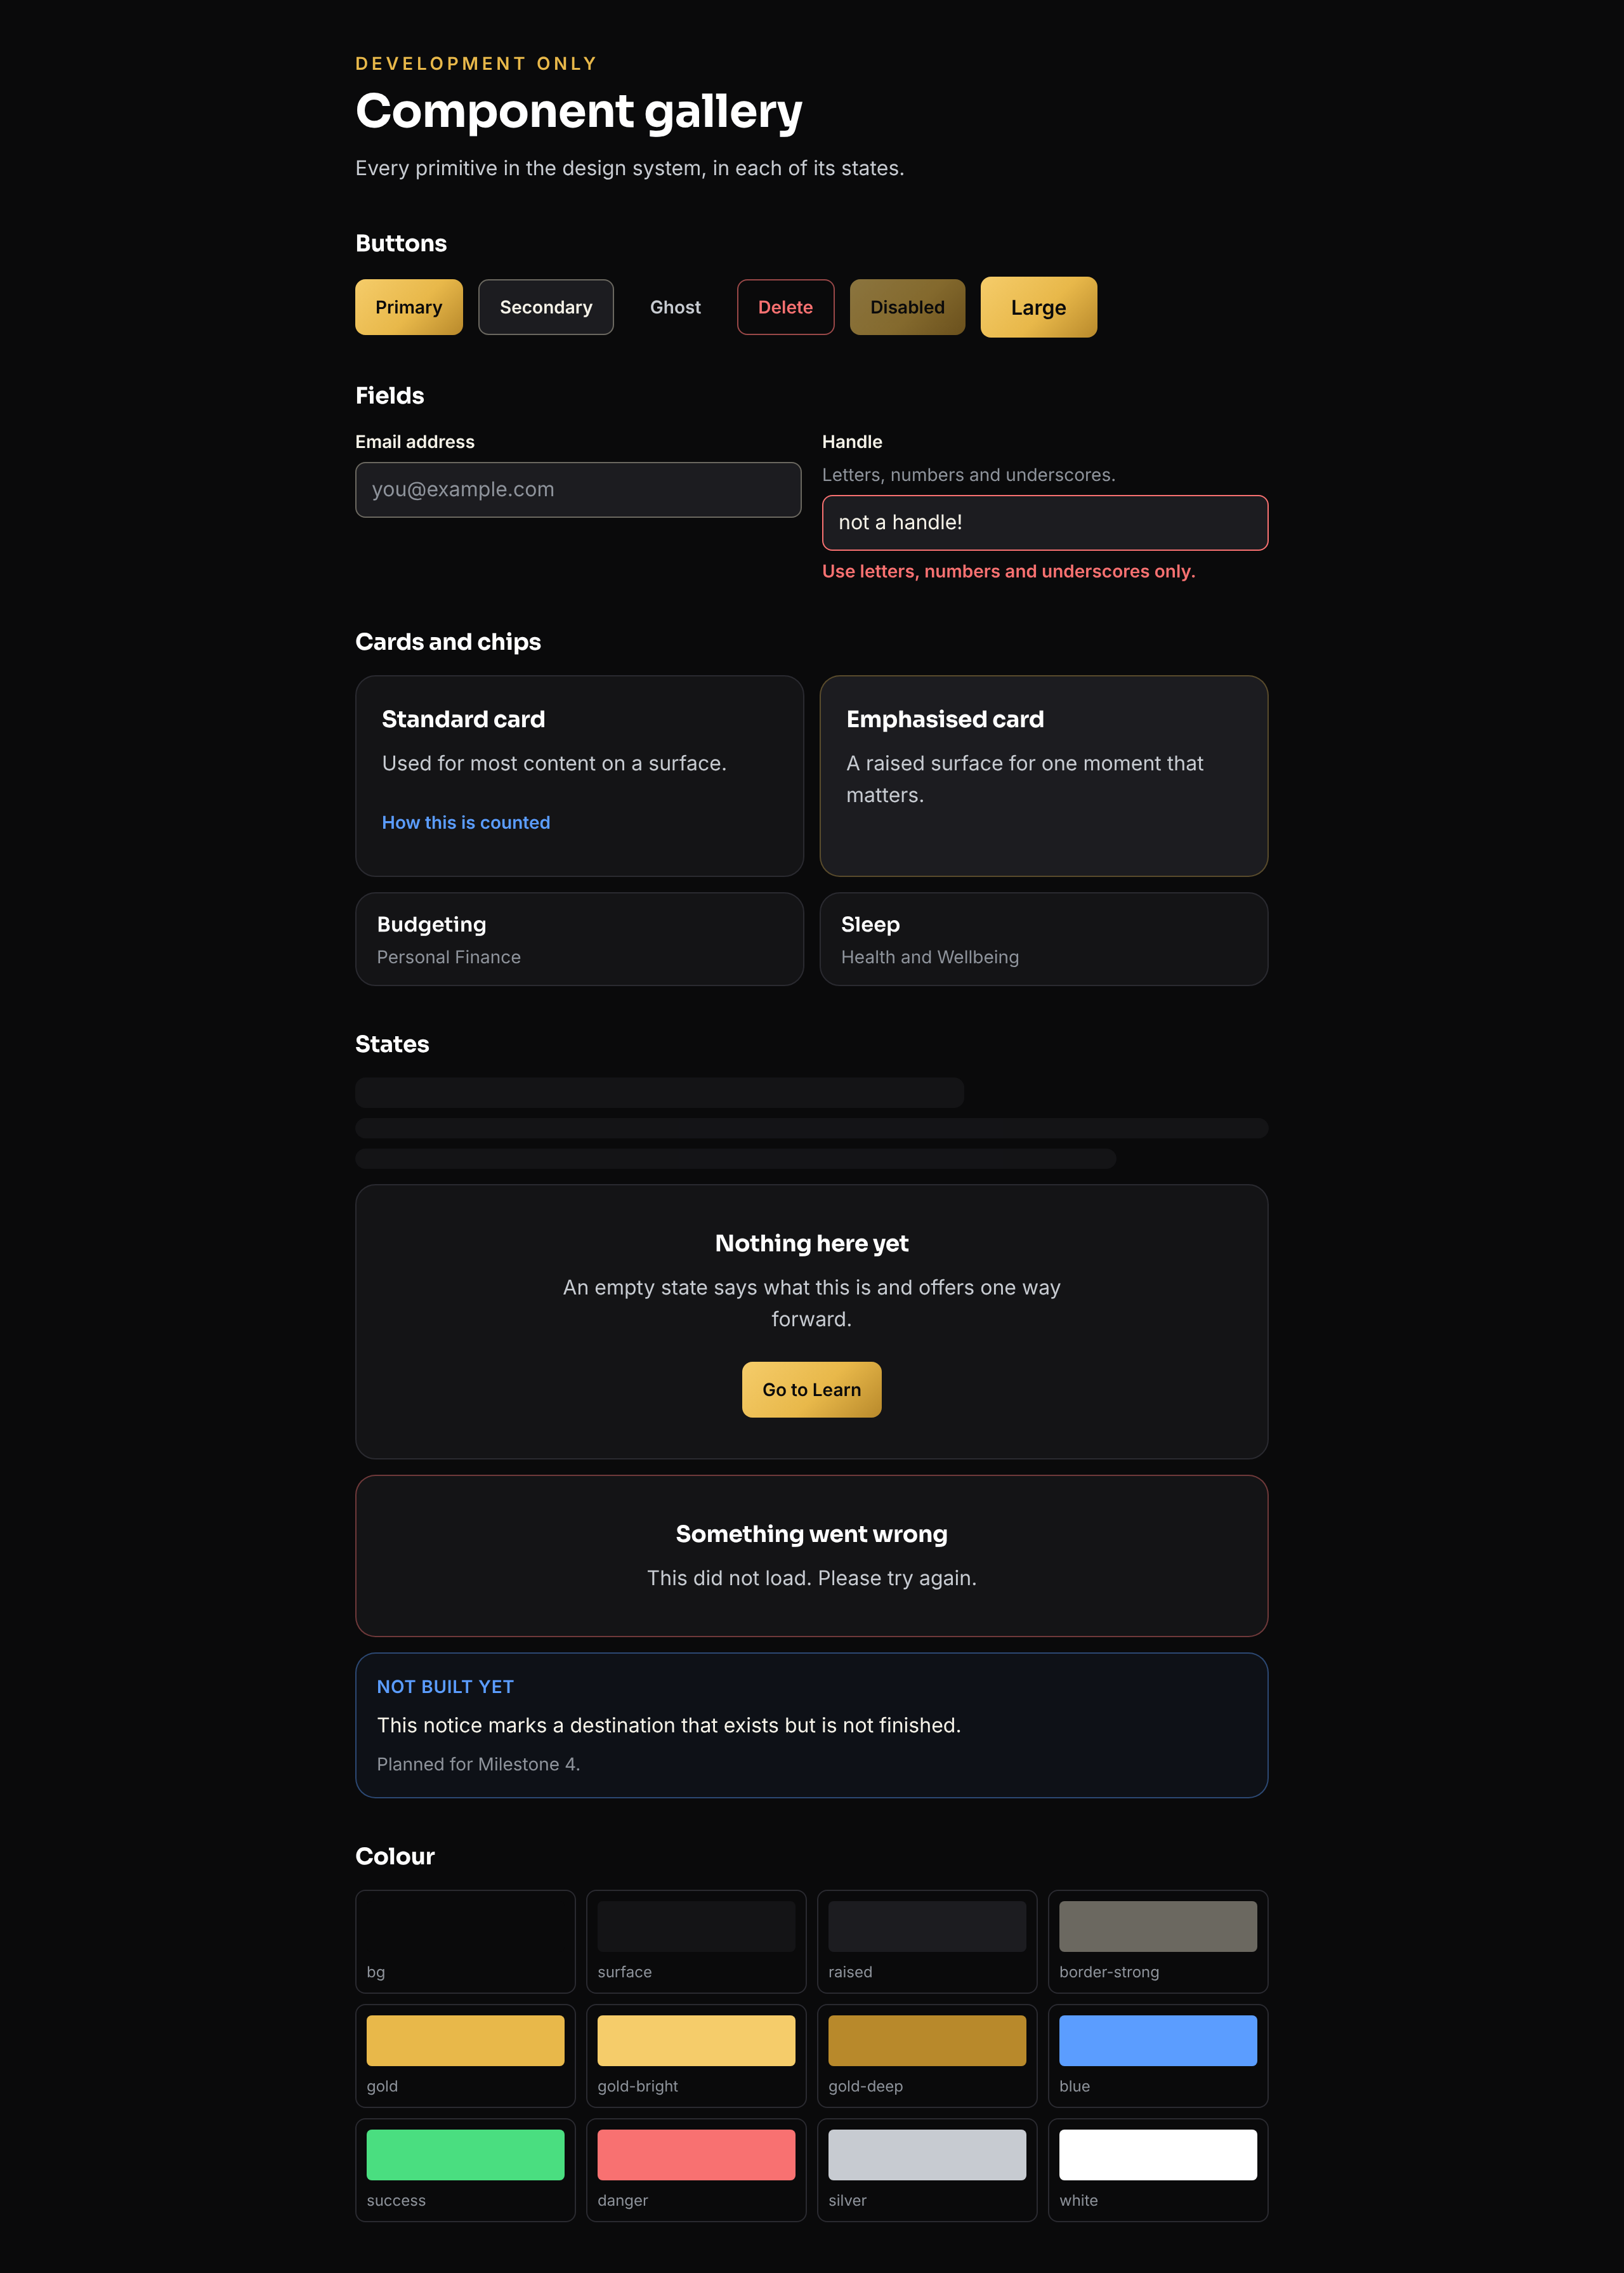 DEVELOPMENT ONLY
Component gallery
Every primitive in the design system, in each of its states.
Buttons
Primary
Secondary
Ghost
Delete
Disabled
Large
Fields
Email address
you@example.com
Handle
Letters, numbers and underscores.
not a handle!
Use letters, numbers and underscores only.
Cards and chips
Standard card
Used for most content on a surface.
How this is counted
Emphasised card
A raised surface for one moment that
matters.
Budgeting
Personal Finance
Sleep
Health and Wellbeing
States
Nothing here yet
An empty state says what this is and offers one way
forward.
Go to Learn
Something went wrong
This did not load. Please try again.
NOT BUILT YET
This notice marks a destination that exists but is not finished.
Planned for Milestone 4.
Colour
bg
surface
raised
border-strong
gold
gold-bright
gold-deep
blue
success
danger
silver
white